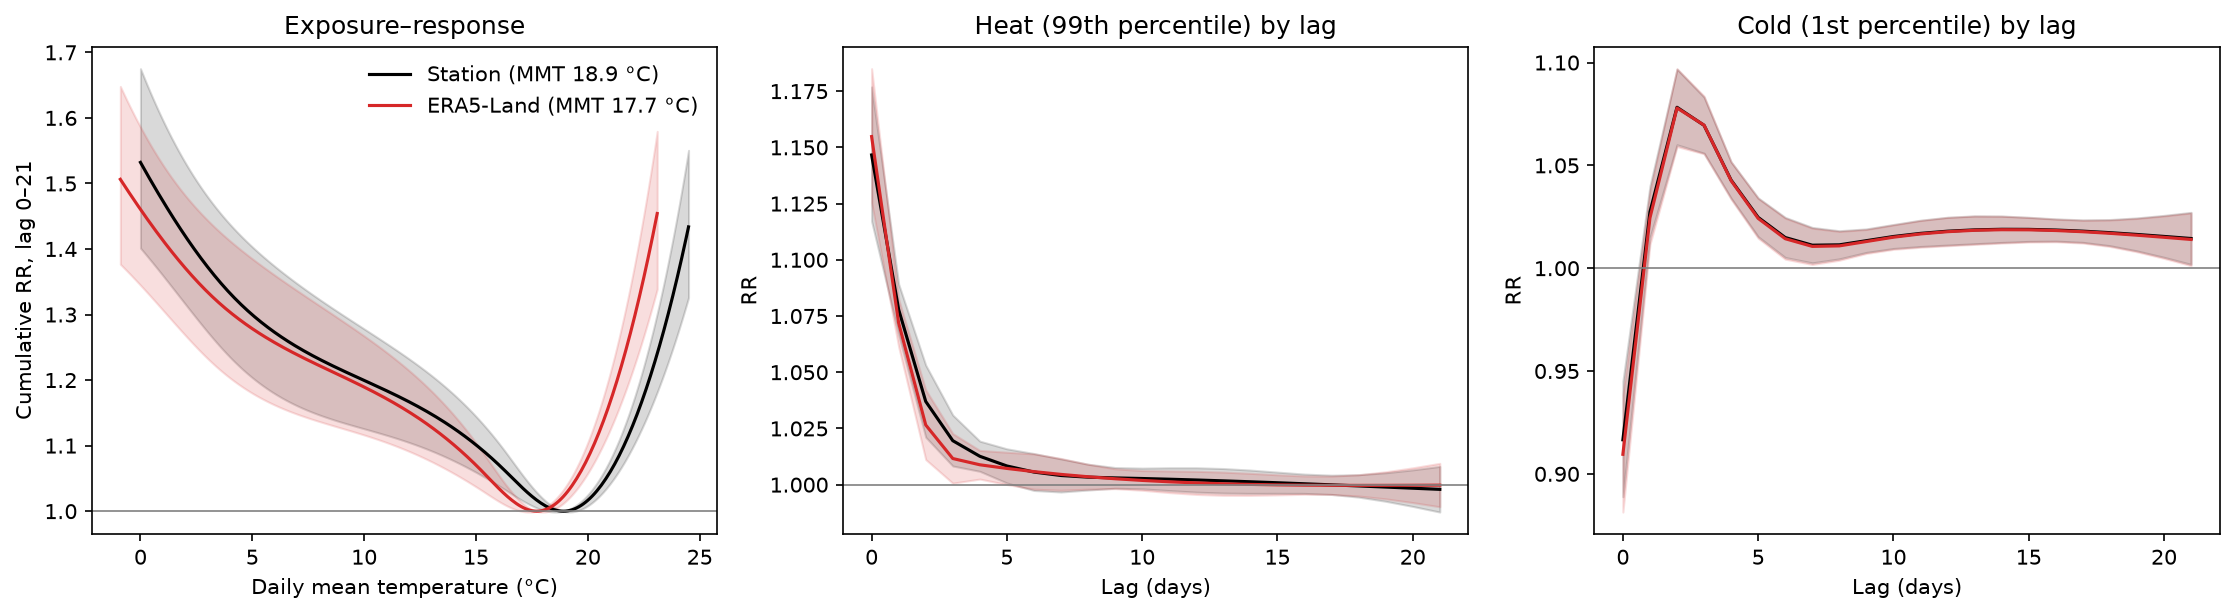 Exposure–response
Cumulative RR, lag 0–21
1.7
1.6
1.5
1.4
1.3
1.2
1.1
1.0
Station (MMT 18.9 °C)
ERA5-Land (MMT 17.7 °C)
0 5 10 15 20 25
Daily mean temperature (°C)
Heat (99th percentile) by lag
RR
1.175
1.150
1.125
1.100
1.075
1.050
1.025
1.000
0 5 10 15 20
Lag (days)
Cold (1st percentile) by lag
RR
1.10
1.05
1.00
0.95
0.90
0 5 10 15 20
Lag (days)